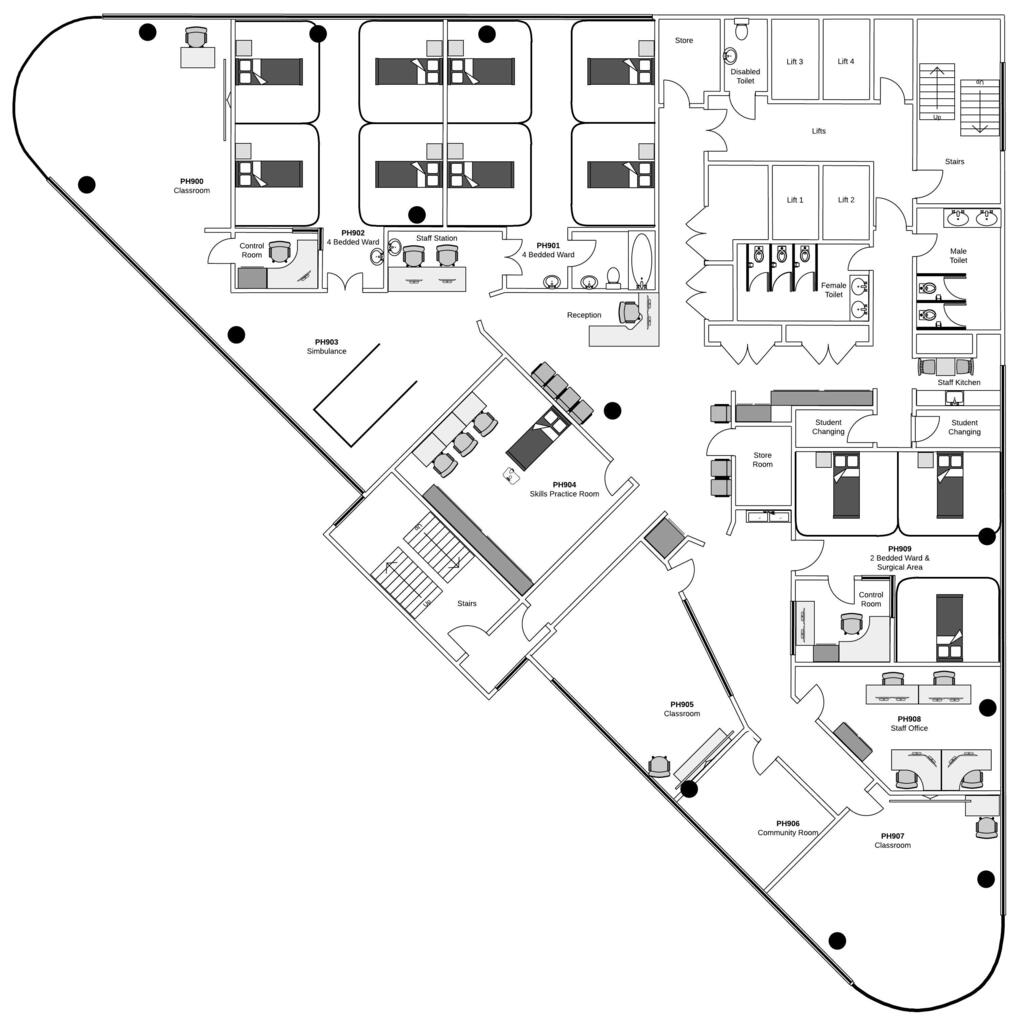 Store
Disabled
Toilet
Lift 3
Lift 4
Up
Up
Lifts
Stairs
PH900
Classroom
Lift 1
Lift 2
Control
Room
PH902
4 Bedded Ward
Staff Station
PH901
4 Bedded Ward
Male
Toilet
Female
Toilet
Reception
PH903
Simbulance
Staff Kitchen
Student
Changing
Student
Changing
Store
Room
PH904
Skills Practice Room
Up
PH909
2 Bedded Ward &
Surgical Area
Up
Stairs
Control
Room
PH905
Classroom
PH908
Staff Office
PH906
Community Room
PH907
Classroom